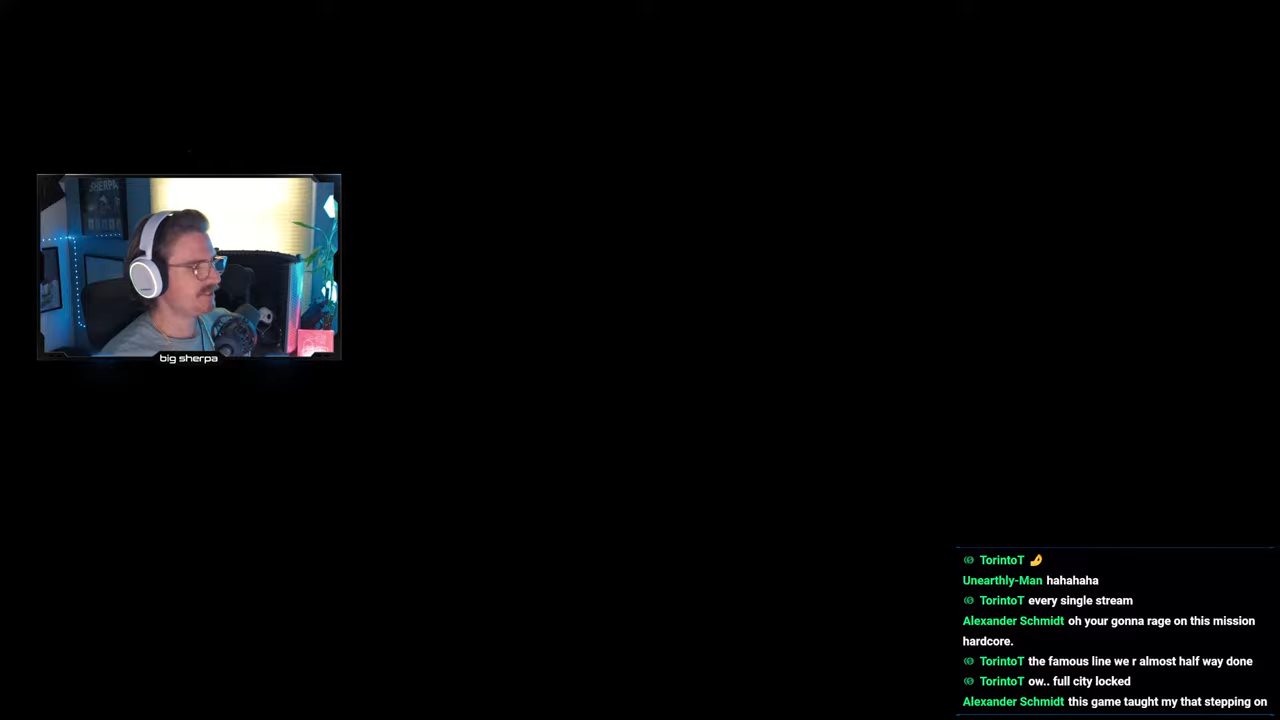 SHERPA
big sherpa
TorintoT 🤌
Unearthly-Man hahahaha
TorintoT every single stream
Alexander Schmidt oh your gonna rage on this mission
hardcore.
TorintoT the famous line we r almost half way done
TorintoT ow.. full city locked
Alexander Schmidt this game taught my that stepping on